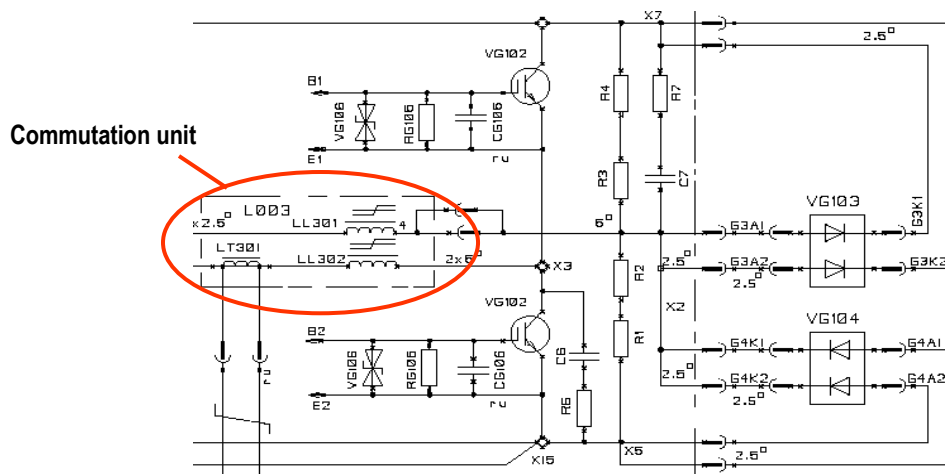 X7
2.5□
VG102
B1
R4
R7
VG106
RG106
CG106
Commutation unit
E1
ru
R3
C7
L003
VG103
G3K1
x2.5□
LL301
4
6□
G3A1
LT301
LL302
2x6□
X3
2.5□
G3A2
G3K2
2.5□
R2
X2
VG102
VG104
B2
R1
G4K1
G4A1
VG106
RG106
CG106
C6
2.5□
G4K2
G4A2
ru
2.5□
R6
E2
ru
X15
X5
2.5□